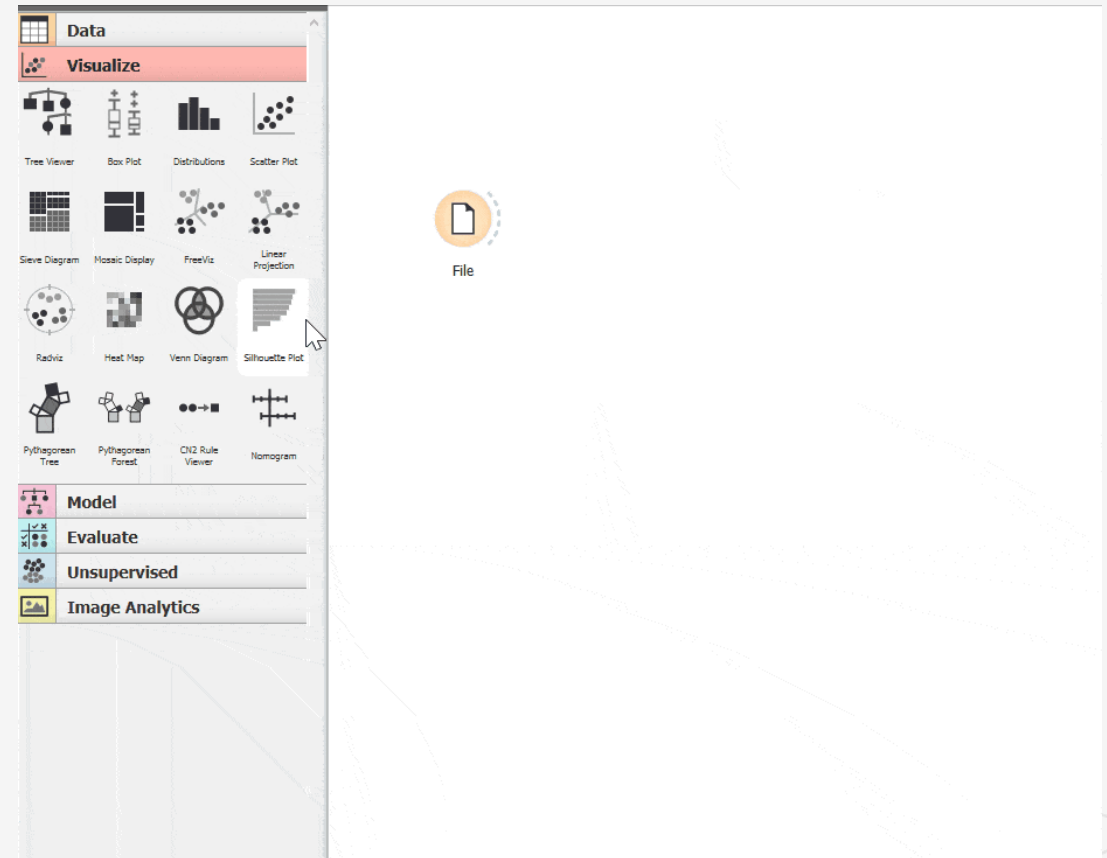 Data
Visualize
Tree Viewer
Box Plot
Distributions
Scatter Plot
Sieve Diagram
Mosaic Display
FreeViz
Linear
Projection
Radviz
Heat Map
Venn Diagram
Silhouette Plot
Pythagorean
Tree
Pythagorean
Forest
CN2 Rule
Viewer
Nomogram
Model
Evaluate
Unsupervised
Image Analytics
File